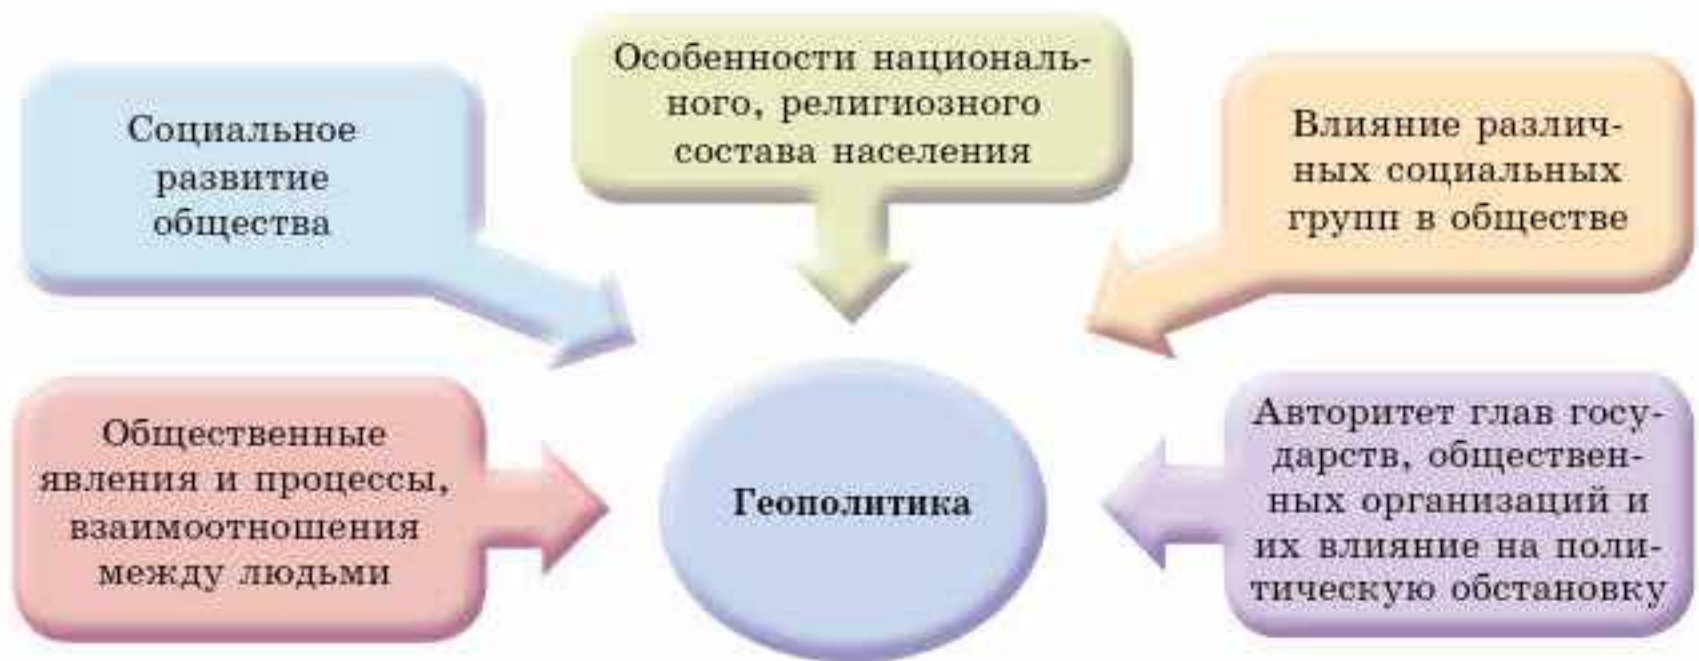 Социальное
развитие
общества
Особенности националь-
ного, религиозного
состава населения
Влияние различ-
ных социальных
групп в обществе
Общественные
явления и процессы,
взаимоотношения
между людьми
Геополитика
Авторитет глав госу-
дарств, обществен-
ных организаций и
их влияние на поли-
тическую обстановку